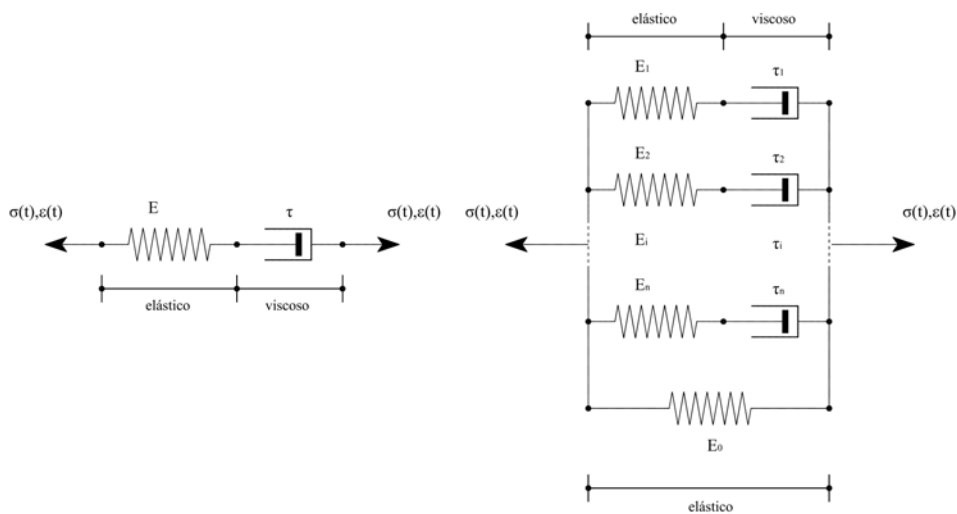 σ(t),ε(t)
E
τ
σ(t),ε(t)
elástico
viscoso
elástico
viscoso
E1
τ1
E2
τ2
σ(t),ε(t)
Ei
τi
σ(t),ε(t)
En
τn
E0
elástico